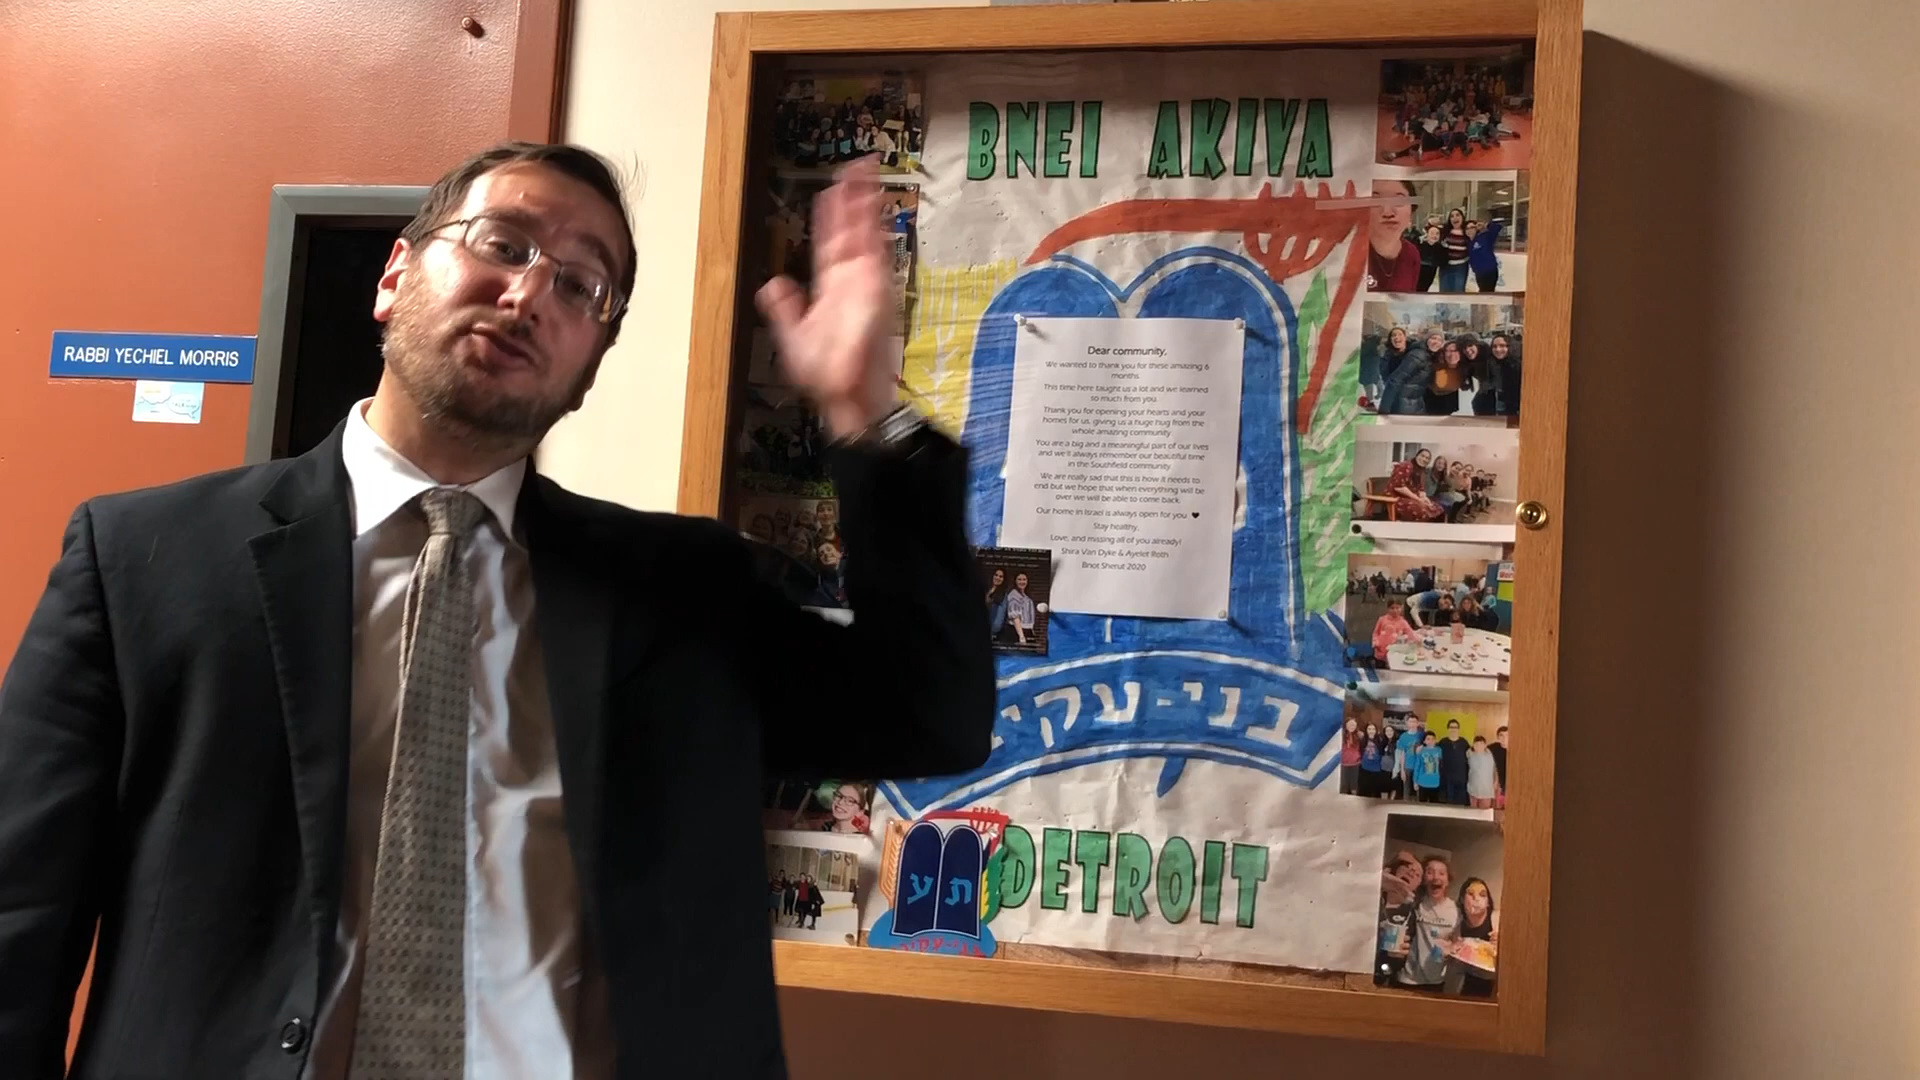 RABBI YECHIEL MORRIS
BNEI AKIVA
Dear community,
We wanted to thank you for these amazing 6
months.
This time here taught us a lot and we learned
so much from you.
Thank you for opening your hearts and your
homes for us, giving us a huge hug from the
whole amazing community
You are a big and a meaningful part of our lives
and we'll always remember our beautiful time
in the Southfield community
We are really sad that this is how it needs to
end but we hope that when everything will be
over we will be able to come back.
Our home in Israel is always open for you ♥
Stay healthy,
Love, and missing all of you already!
Shira Van Dyke & Ayelet Roth
Bnot Sherut 2020
בני-עקי
ת ע
DETROIT